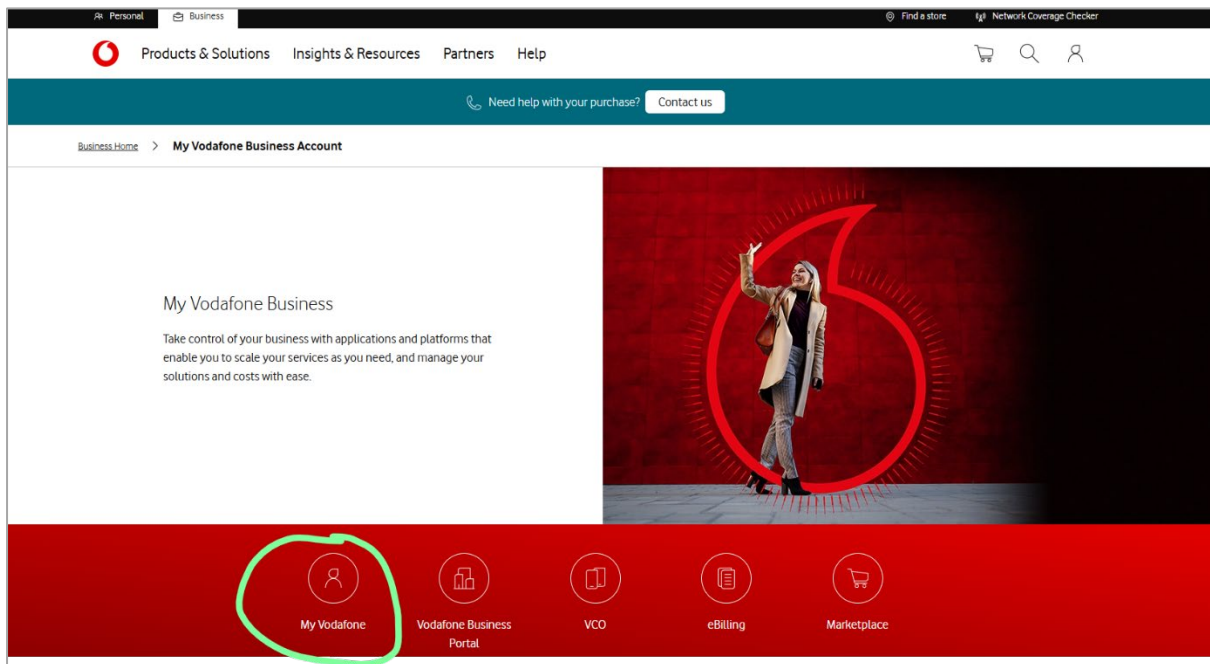 Personal
Business
Find a store
Network Coverage Checker
Products & Solutions
Insights & Resources
Partners
Help
Need help with your purchase?
Contact us
Business Home > My Vodafone Business Account
My Vodafone Business
Take control of your business with applications and platforms that
enable you to scale your services as you need, and manage your
solutions and costs with ease.
My Vodafone
Vodafone Business
Portal
VCO
eBilling
Marketplace